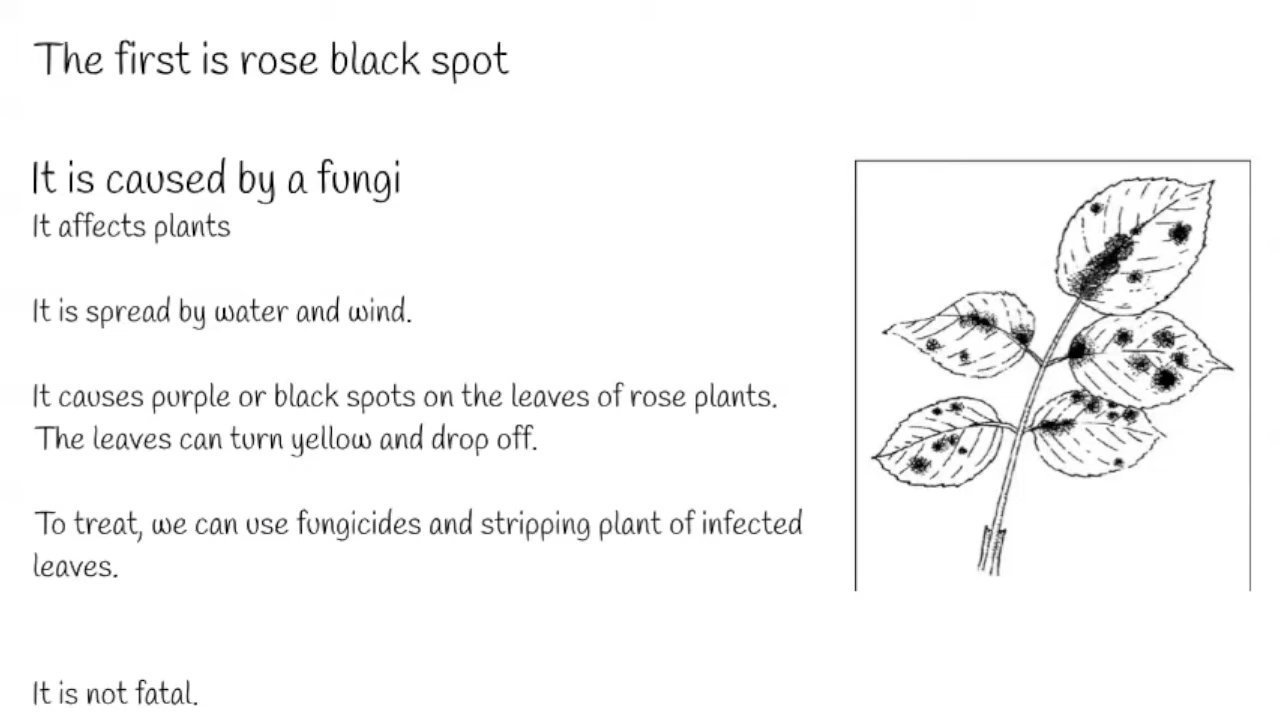 The first is rose black spot
It is caused by a fungi
It affects plants
It is spread by water and wind.
It causes purple or black spots on the leaves of rose plants.
The leaves can turn yellow and drop off.
To treat, we can use fungicides and stripping plant of infected
leaves.
It is not fatal.